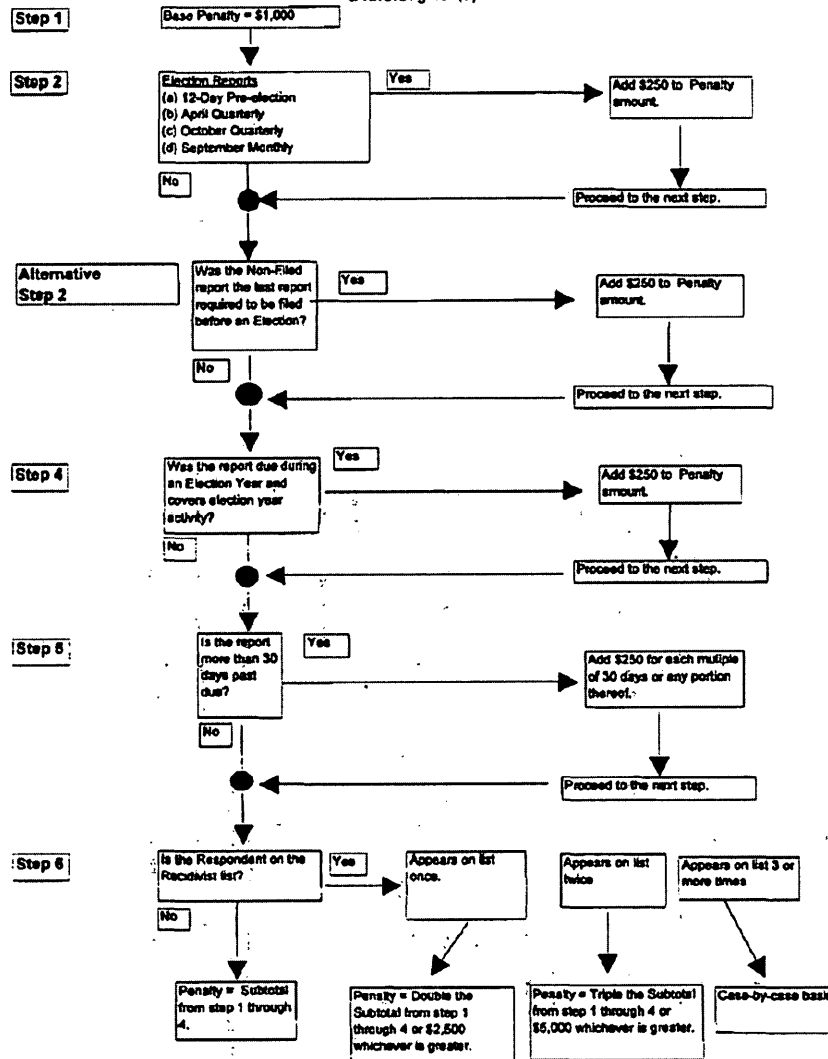 Step 1
Base Penalty = $1,000
Step 2
Election Reports
(a) 12-Day Pre-election
(b) April Quarterly
(c) October Quarterly
(d) September Monthly
Yes
Add $250 to Penalty
amount.
No
Proceed to the next step.
Alternative
Step 2
Was the Non-Filed
report the last report
required to be filed
before an Election?
Yes
Add $250 to Penalty
amount.
No
Proceed to the next step.
Step 4
Was the report due during
an Election Year and
covers election year
activity?
Yes
Add $250 to Penalty
amount.
No
Proceed to the next step.
Step 5
Is the report
more than 30
days past
due?
Yes
Add $250 for each multiple
of 30 days or any portion
thereof.
No
Proceed to the next step.
Step 6
Is the Respondent on the
Recidivist list?
Yes
Appears on list
once.
Appears on list
twice
Appears on list 3 or
more times
No
Penalty = Subtotal
from step 1 through
4.
Penalty = Double the
Subtotal from step 1
through 4 or $2,500
whichever is greater.
Penalty = Triple the Subtotal
from step 1 through 4 or
$5,000 whichever is greater.
Case-by-case basis